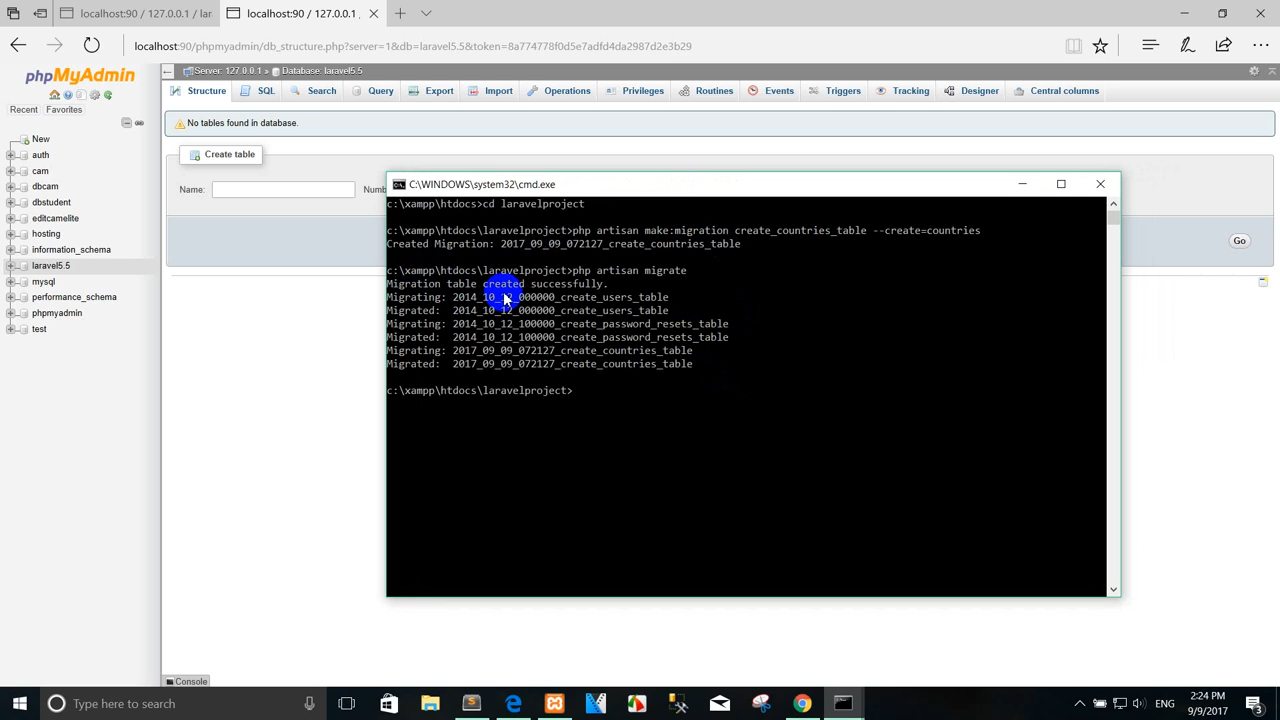 localhost:90 / 127.0.0.1 / lar
localhost:90 / 127.0.0.1 /
localhost:90/phpmyadmin/db_structure.php?server=1&db=laravel5.5&token=8a774778f0d5e7adfd4da2987d2e3b29
phpMyAdmin
Recent Favorites
New
auth
cam
dbcam
dbstudent
editcamelite
hosting
information_schema
laravel5.5
mysql
performance_schema
phpmyadmin
test
Server: 127.0.0.1 » Database: laravel5.5
Structure SQL Search Query Export Import Operations Privileges Routines Events Triggers Tracking Designer Central columns
No tables found in database.
Create table
Name: Numb
Go
Console
C:\WINDOWS\system32\cmd.exe
c:\xampp\htdocs>cd laravelproject
c:\xampp\htdocs\laravelproject>php artisan make:migration create_countries_table --create=countries
Created Migration: 2017_09_09_072127_create_countries_table
c:\xampp\htdocs\laravelproject>php artisan migrate
Migration table created successfully.
Migrating: 2014_10_12_000000_create_users_table
Migrated:  2014_10_12_000000_create_users_table
Migrating: 2014_10_12_100000_create_password_resets_table
Migrated:  2014_10_12_100000_create_password_resets_table
Migrating: 2017_09_09_072127_create_countries_table
Migrated:  2017_09_09_072127_create_countries_table
c:\xampp\htdocs\laravelproject>
Type here to search
ENG
2:24 PM
9/9/2017